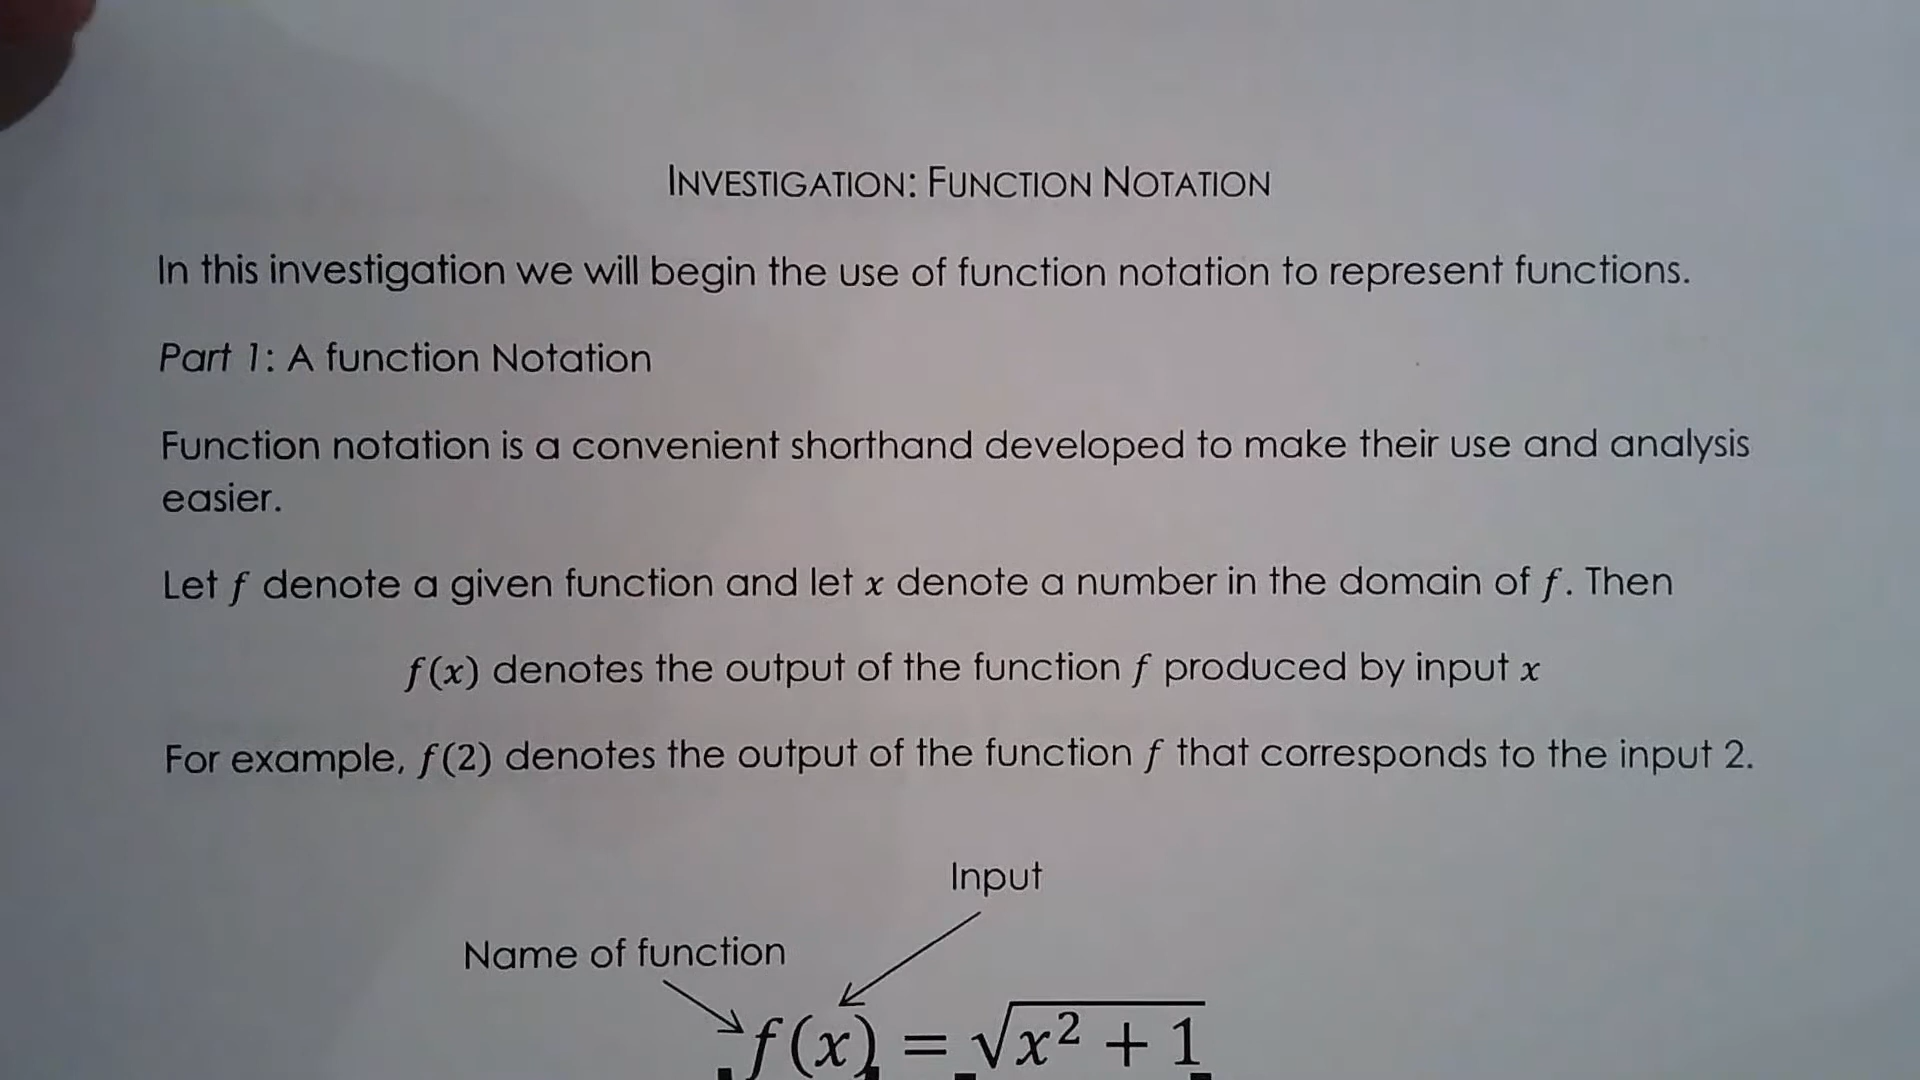 INVESTIGATION: FUNCTION NOTATION
In this investigation we will begin the use of function notation to represent functions.
Part 1: A function Notation
Function notation is a convenient shorthand developed to make their use and analysis
easier.
Let f denote a given function and let x denote a number in the domain of f. Then
f(x) denotes the output of the function f produced by input x
For example, f(2) denotes the output of the function f that corresponds to the input 2.
Input
Name of function
f(x) = √x² + 1